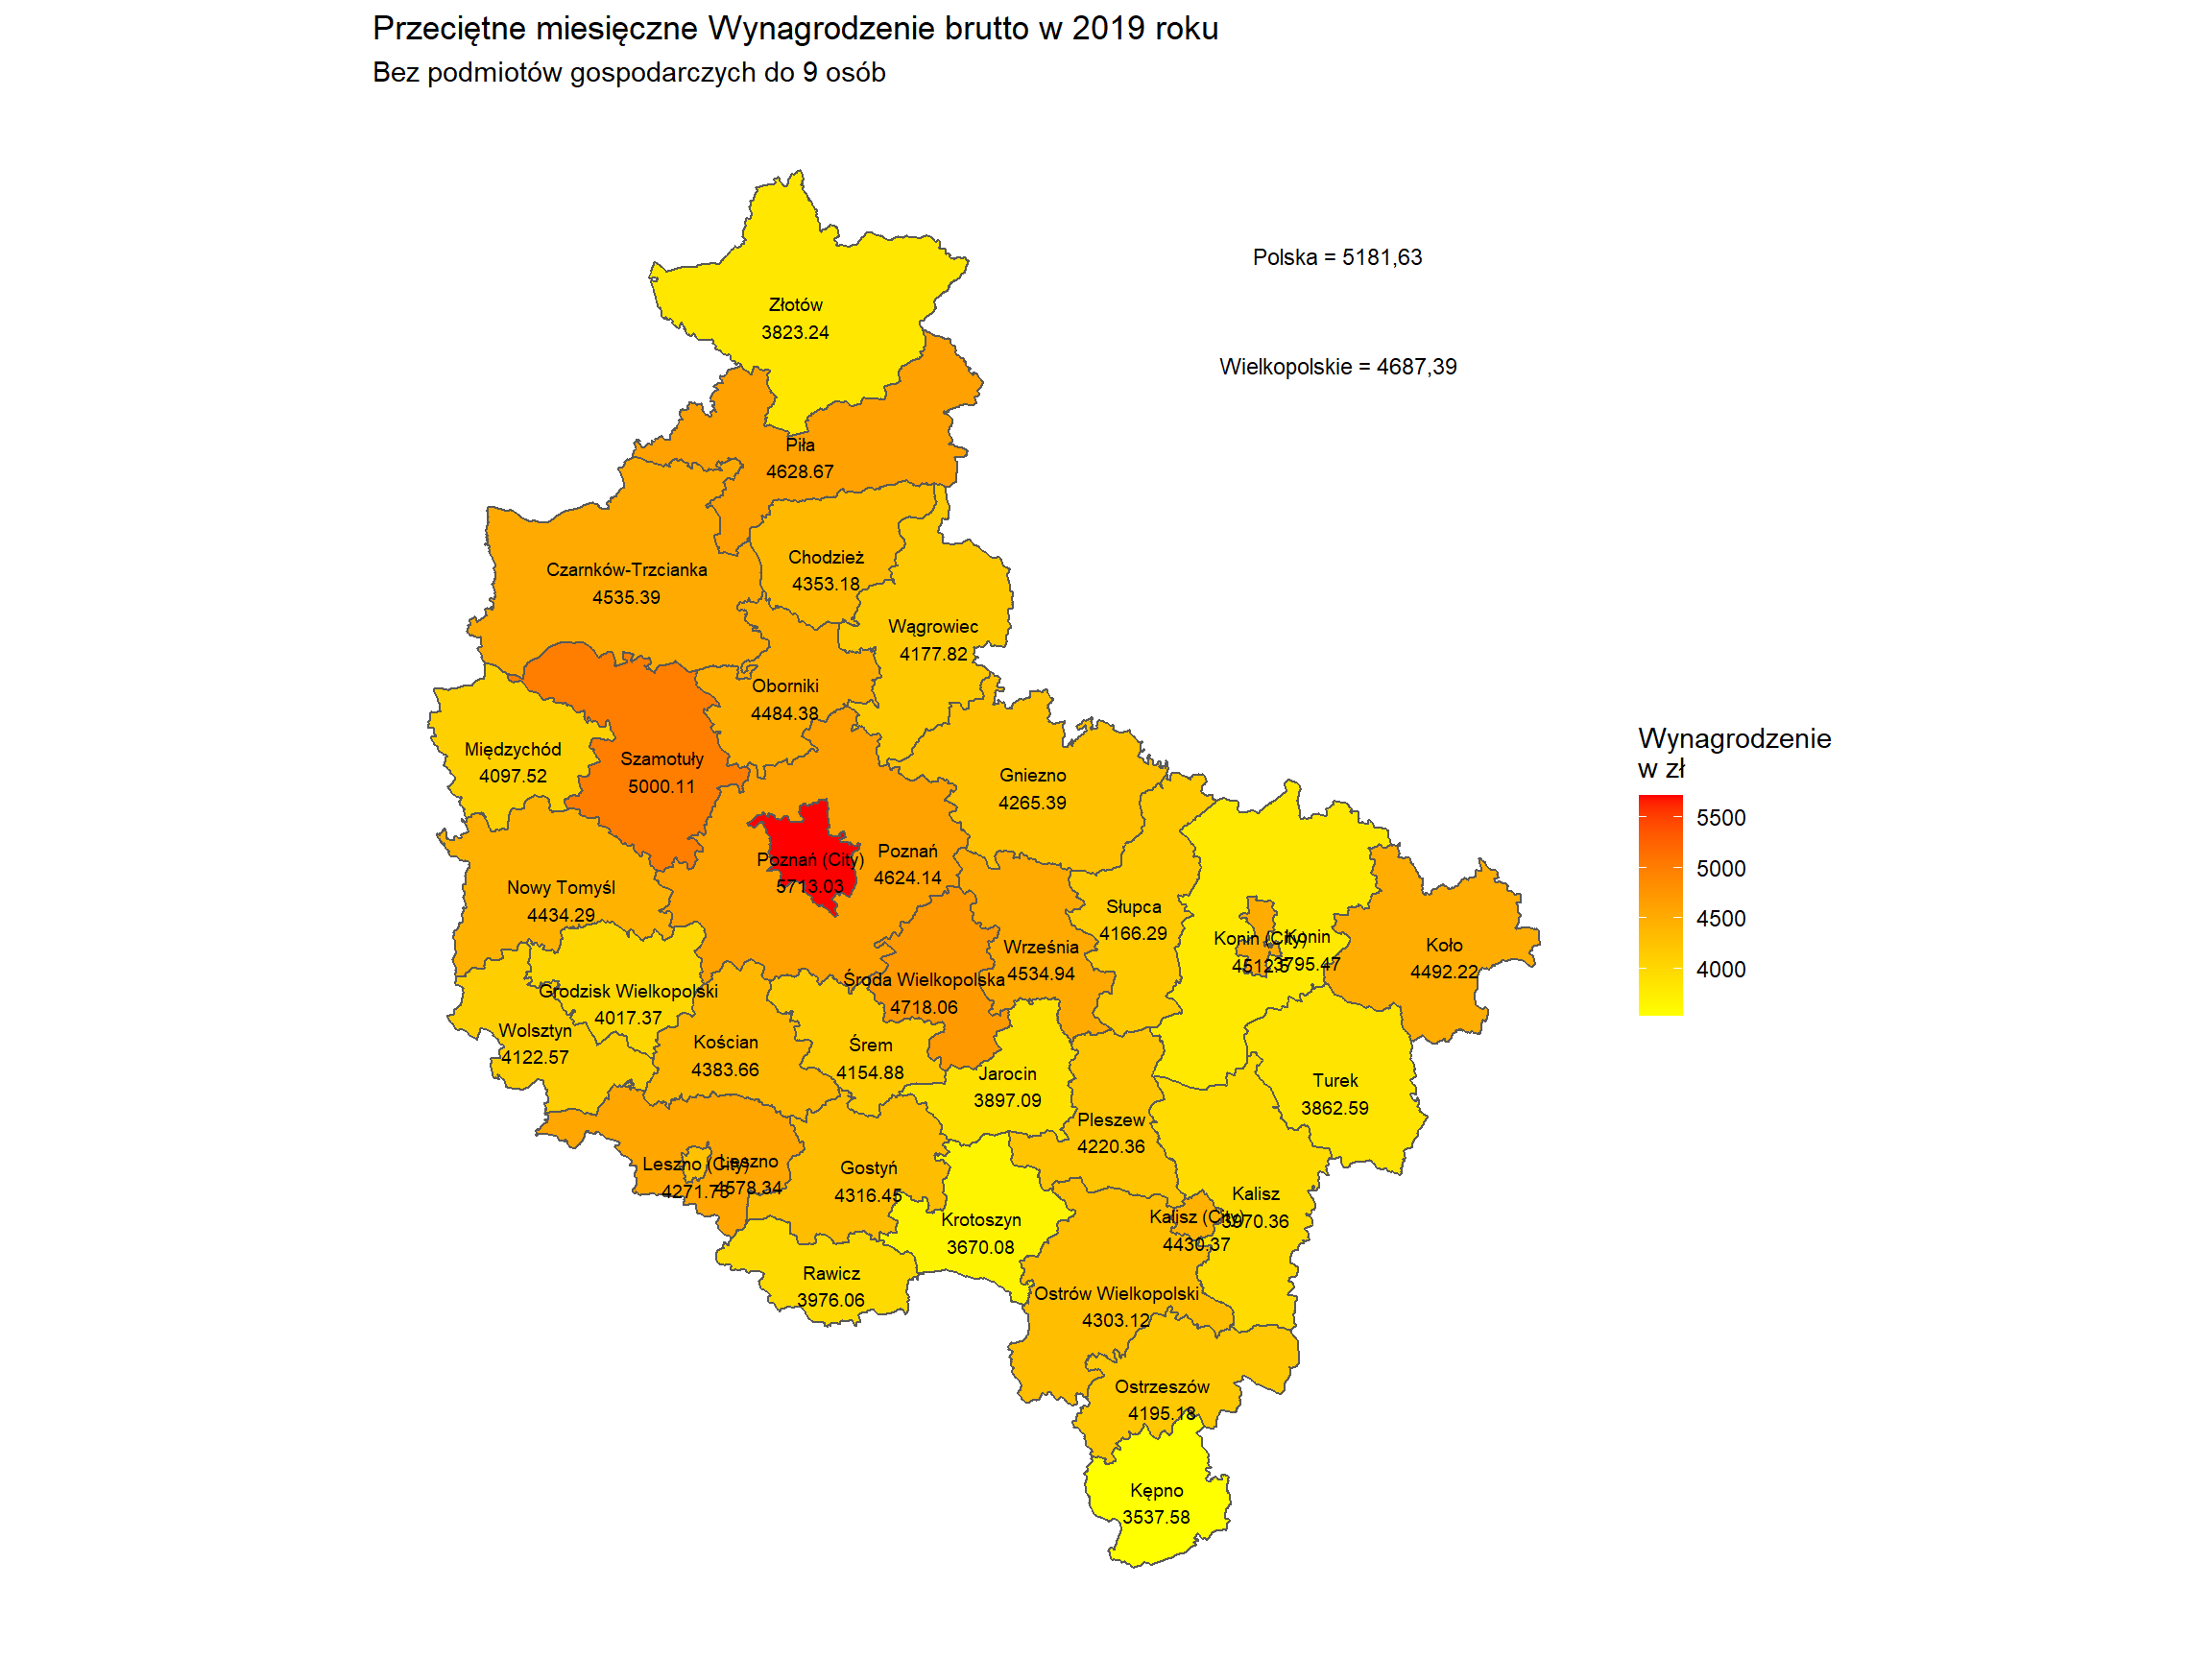 Przeciętne miesięczne Wynagrodzenie brutto w 2019 roku
Bez podmiotów gospodarczych do 9 osób
Polska = 5181,63
Wielkopolskie = 4687,39
Złotów
3823.24
Piła
4628.67
Chodzież
4353.18
Czarnków-Trzcianka
4535.39
Wągrowiec
4177.82
Oborniki
4484.38
Międzychód
4097.52
Szamotuły
5000.11
Gniezno
4265.39
Poznań (City)
5713.03
Poznań
4624.14
Nowy Tomyśl
4434.29
Słupca
4166.29
Września
4534.94
Konin (City)
4512.5
Konin
3795.47
Koło
4492.22
Środa Wielkopolska
4718.06
Grodzisk Wielkopolski
4017.37
Wolsztyn
4122.57
Kościan
4383.66
Śrem
4154.88
Jarocin
3897.09
Turek
3862.59
Pleszew
4220.36
Leszno (City)
Leszno
4578.34
Gostyń
4316.45
Kalisz
3970.36
Kalisz (City)
4430.37
Krotoszyn
3670.08
Rawicz
3976.06
Ostrów Wielkopolski
4303.12
Ostrzeszów
4195.18
Kępno
3537.58
Wynagrodzenie
w zł
5500
5000
4500
4000